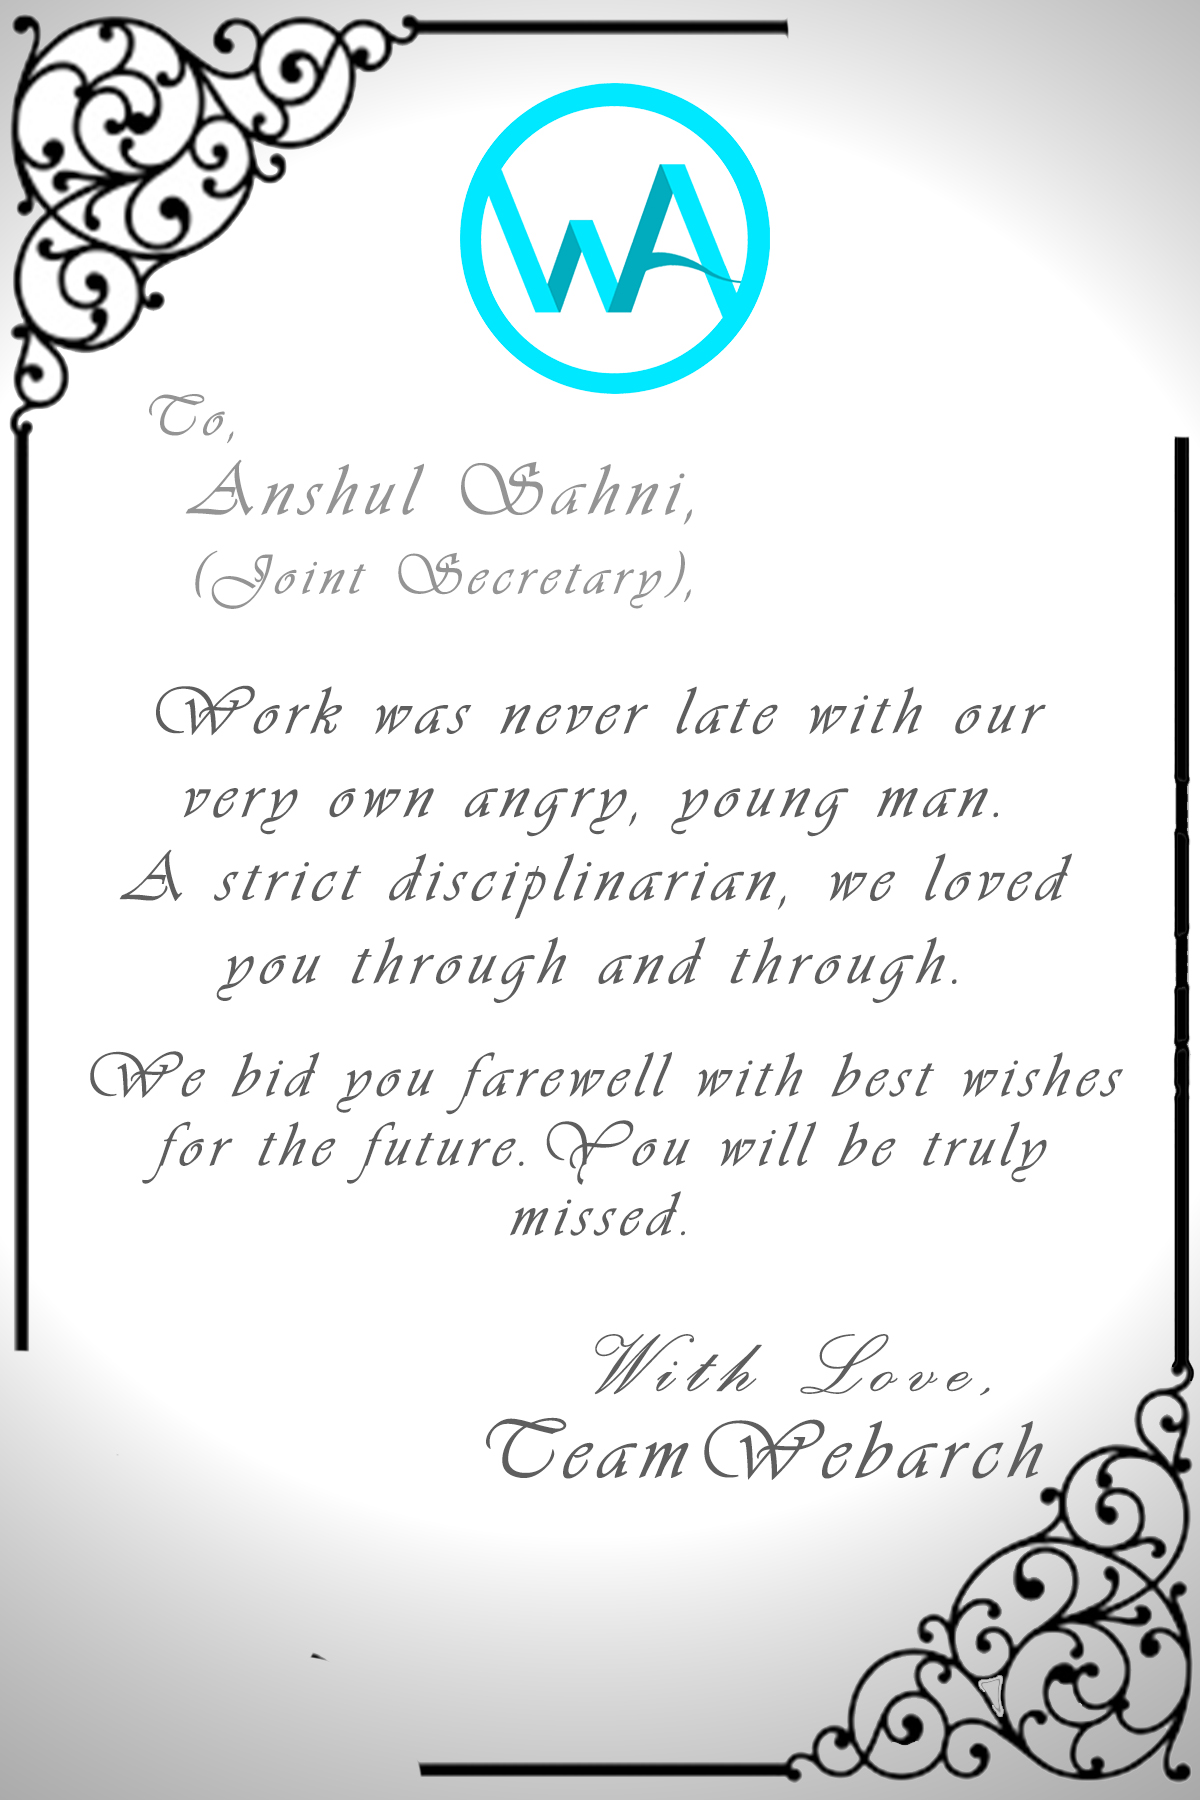 WA
To,
Anshul Sahni,
(Joint Secretary),
Work was never late with our
very own angry, young man.
A strict disciplinarian, we loved
you through and through.
We bid you farewell with best wishes
for the future. You will be truly
missed.
With Love,
Team Webarch